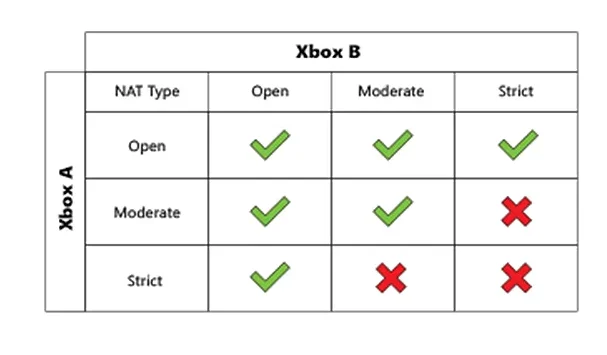 Xbox B
Xbox A
NAT Type Open Moderate Strict
Open
Moderate
Strict